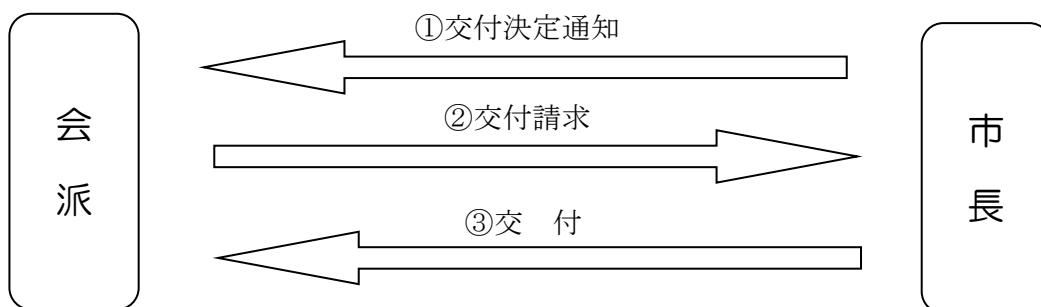 ①交付決定通知
会派
②交付請求
市長
③交　付